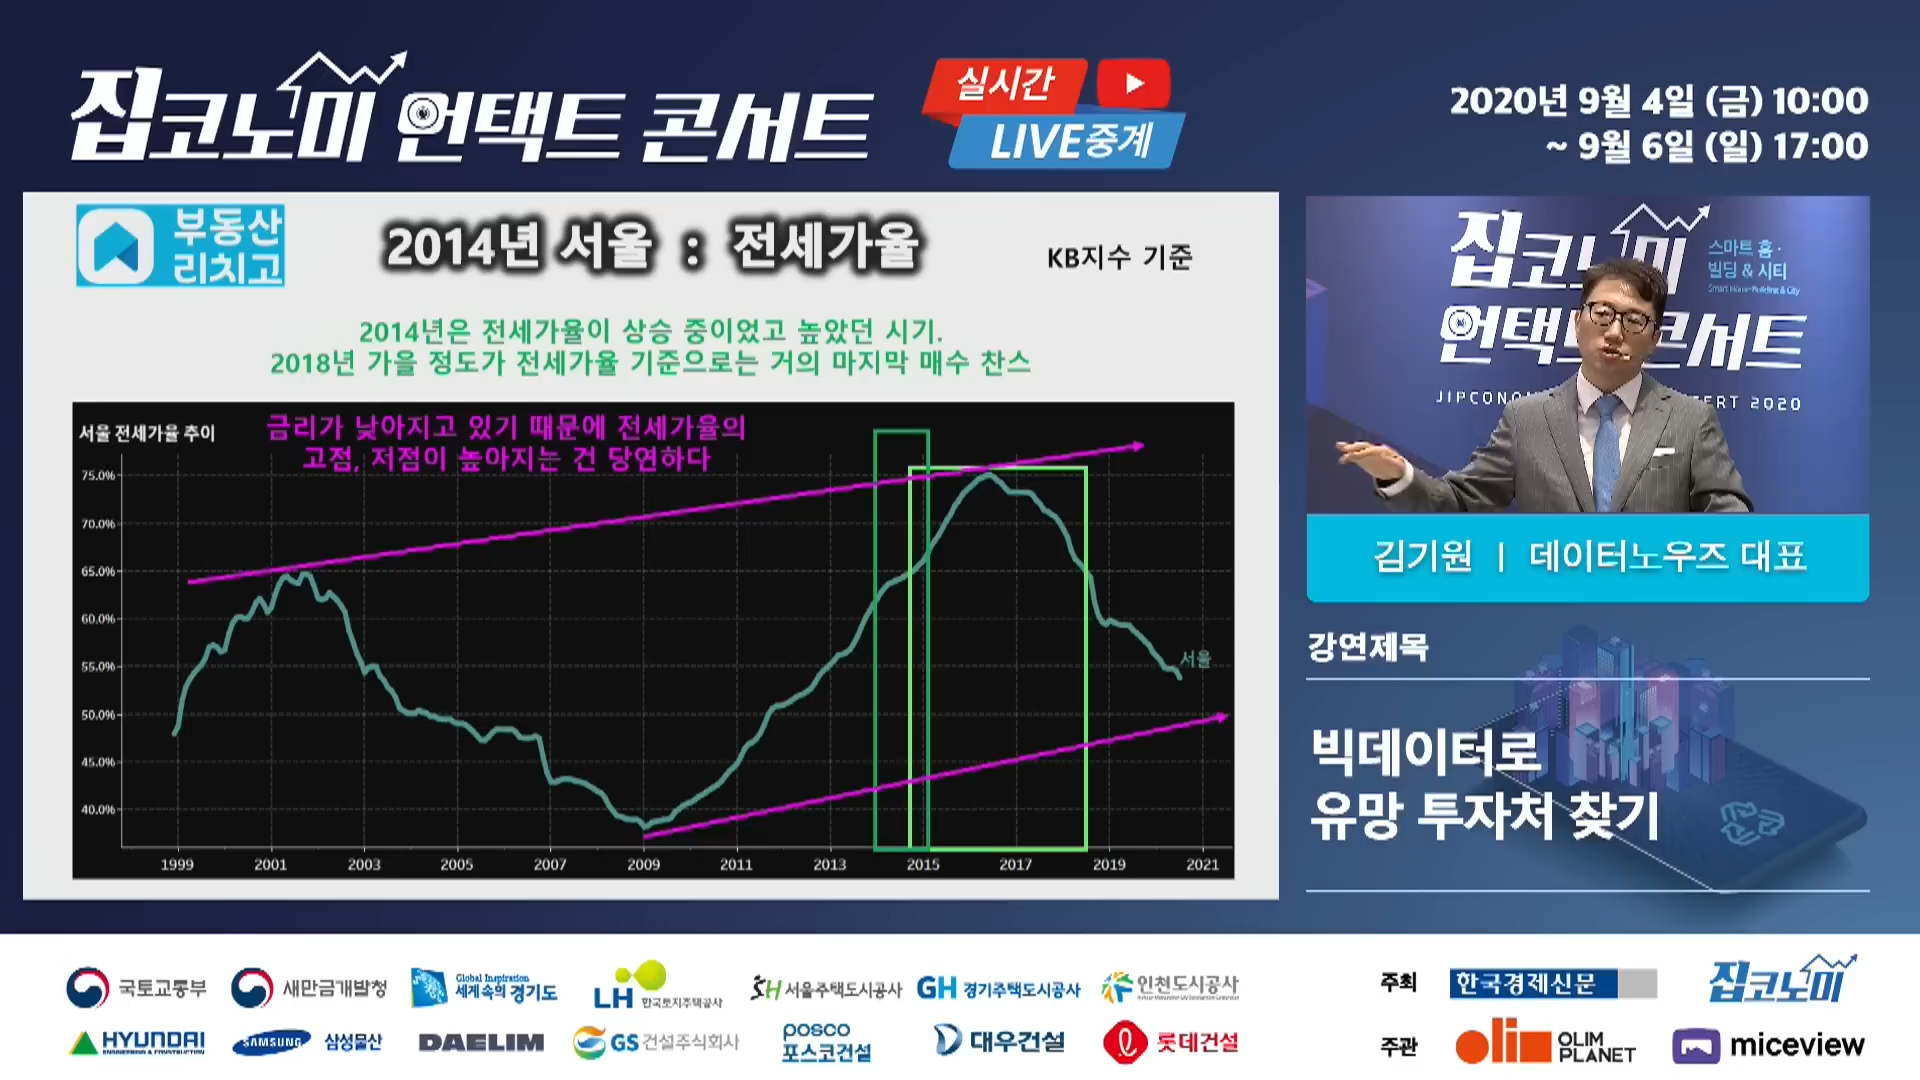 집코노미 언택트 콘서트
실시간
LIVE중계
2020년 9월 4일 (금) 10:00
~ 9월 6일 (일) 17:00
부동산
리치고
2014년 서울 : 전세가율
KB지수 기준
2014년은 전세가율이 상승 중이었고 높았던 시기.
2018년 가을 정도가 전세가율 기준으로는 거의 마지막 매수 찬스
서울 전세가율 추이
금리가 낮아지고 있기 때문에 전세가율의
고점, 저점이 높아지는 건 당연하다
75.0%
70.0%
65.0%
60.0%
55.0%
50.0%
45.0%
40.0%
서울
1999 2001 2003 2005 2007 2009 2011 2013 2015 2017 2019 2021
집코노미
스마트 홈·
빌딩 & 시티
Smart Home·Building & City
언택트 콘서트
ERT 2020
김기원 | 데이터노우즈 대표
강연제목
빅데이터로
유망 투자처 찾기
국토교통부 새만금개발청 Global Inspiration 세계속의 경기도 LH 한국토지주택공사 SH 서울주택도시공사 GH 경기주택도시공사 인천도시공사
HYUNDAI ENGINEERING & CONSTRUCTION SAMSUNG 삼성물산 DAELIM GS건설주식회사 posco 포스코건설 대우건설 롯데건설
주최 한국경제신문 집코노미
주관 olim OLIM PLANET miceview